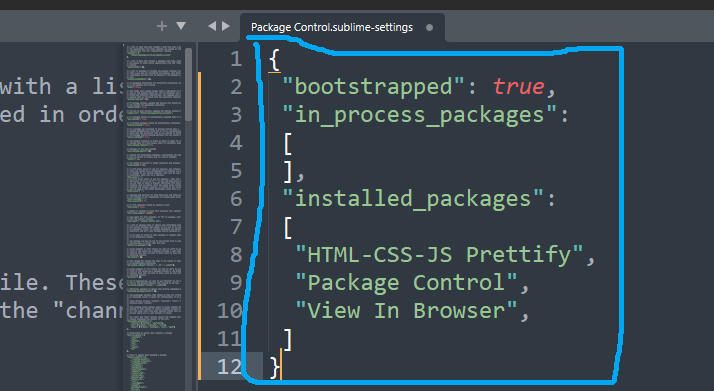 Package Control.sublime-settings
with a lis
ed in orde
ile. These
the "chann
1 {
2 "bootstrapped": true,
3 "in_process_packages":
4 [
5 ],
6 "installed_packages":
7 [
8 "HTML-CSS-JS Prettify",
9 "Package Control",
10 "View In Browser",
11 ]
12 }